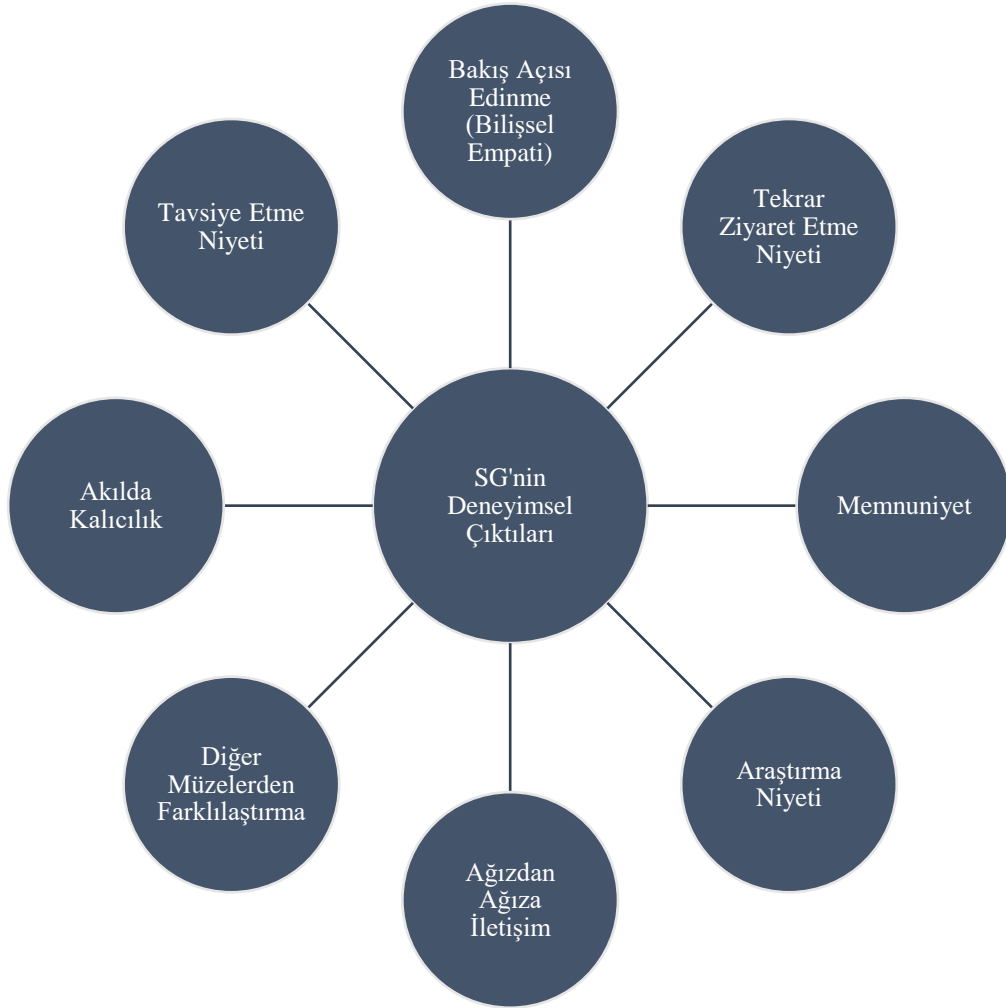 Bakış Açısı
Edinme
(Bilişsel
Empati)
Tekrar
Ziyaret Etme
Niyeti
Memnuniyet
Araştırma
Niyeti
Ağızdan
Ağıza
İletişim
Diğer
Müzelerden
Farklılaştırma
Akılda
Kalıcılık
Tavsiye Etme
Niyeti
SG'nin
Deneyimsel
Çıktıları